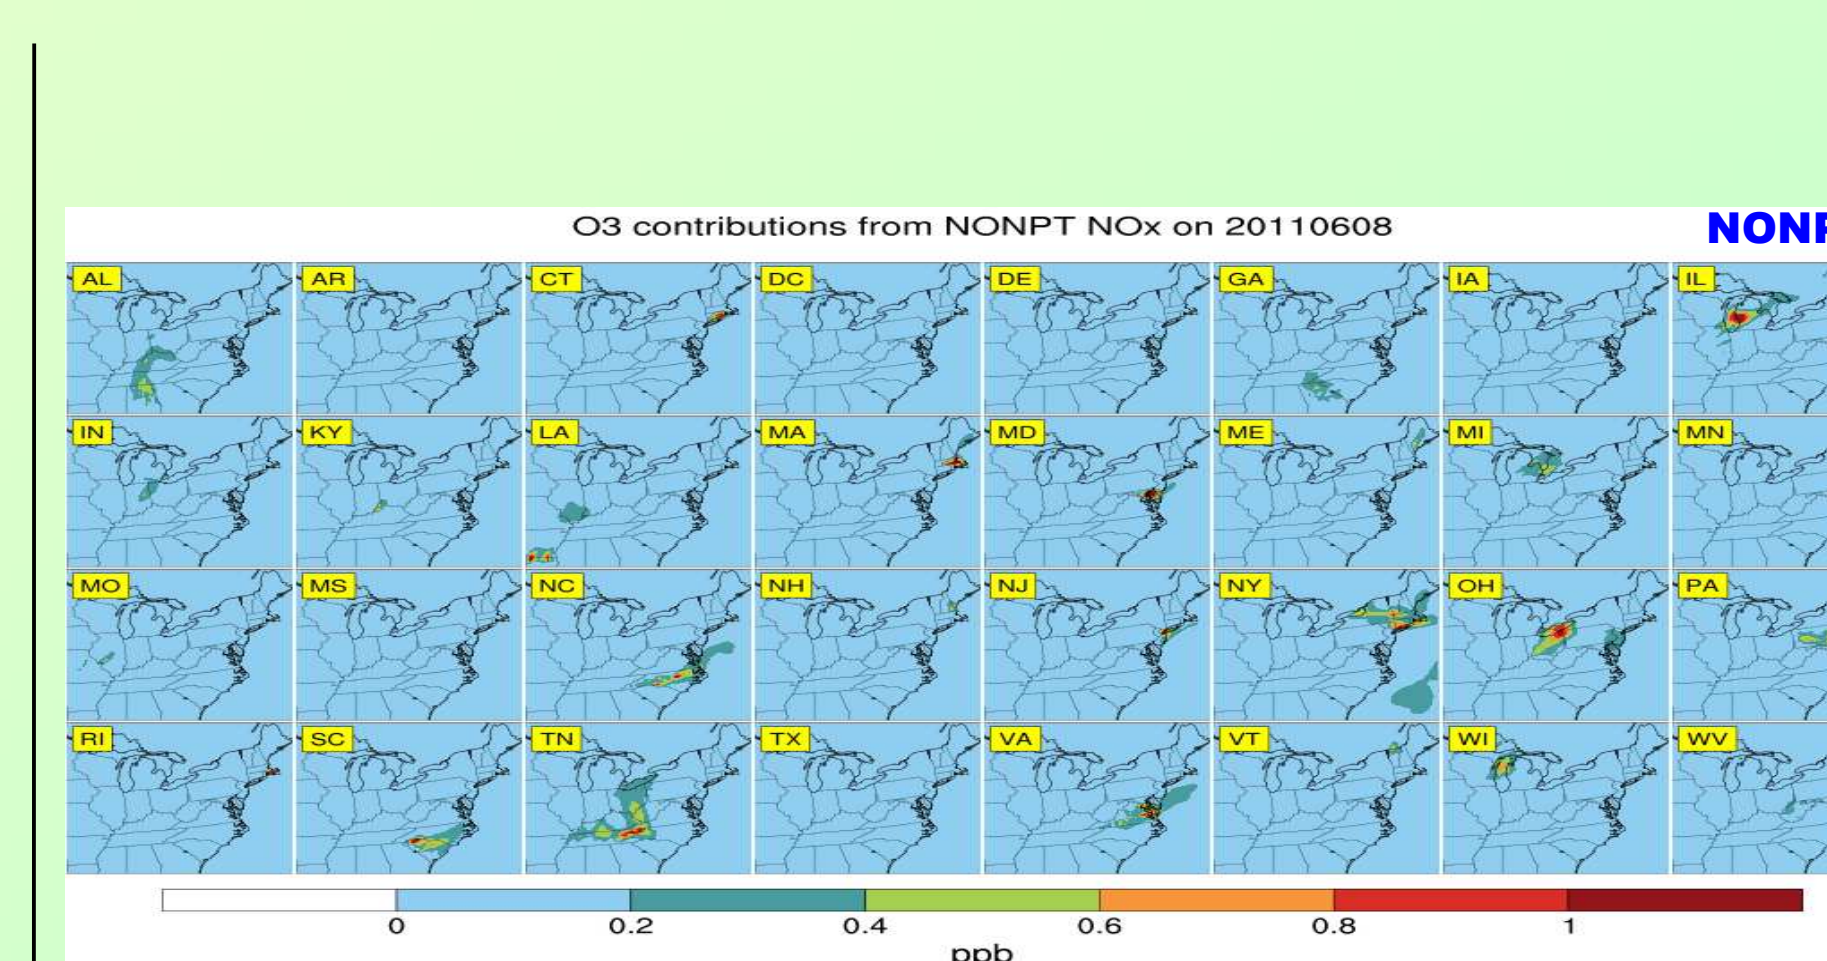 O3 contributions from NONPT NOx on 20110608 NONP
AL AR CT DC DE GA IA IL
IN KY LA MA MD ME MI MN
MO MS NC NH NJ NY OH PA
RI SC TN TX VA VT WI WV
0 0.2 0.4 0.6 0.8 1
ppb